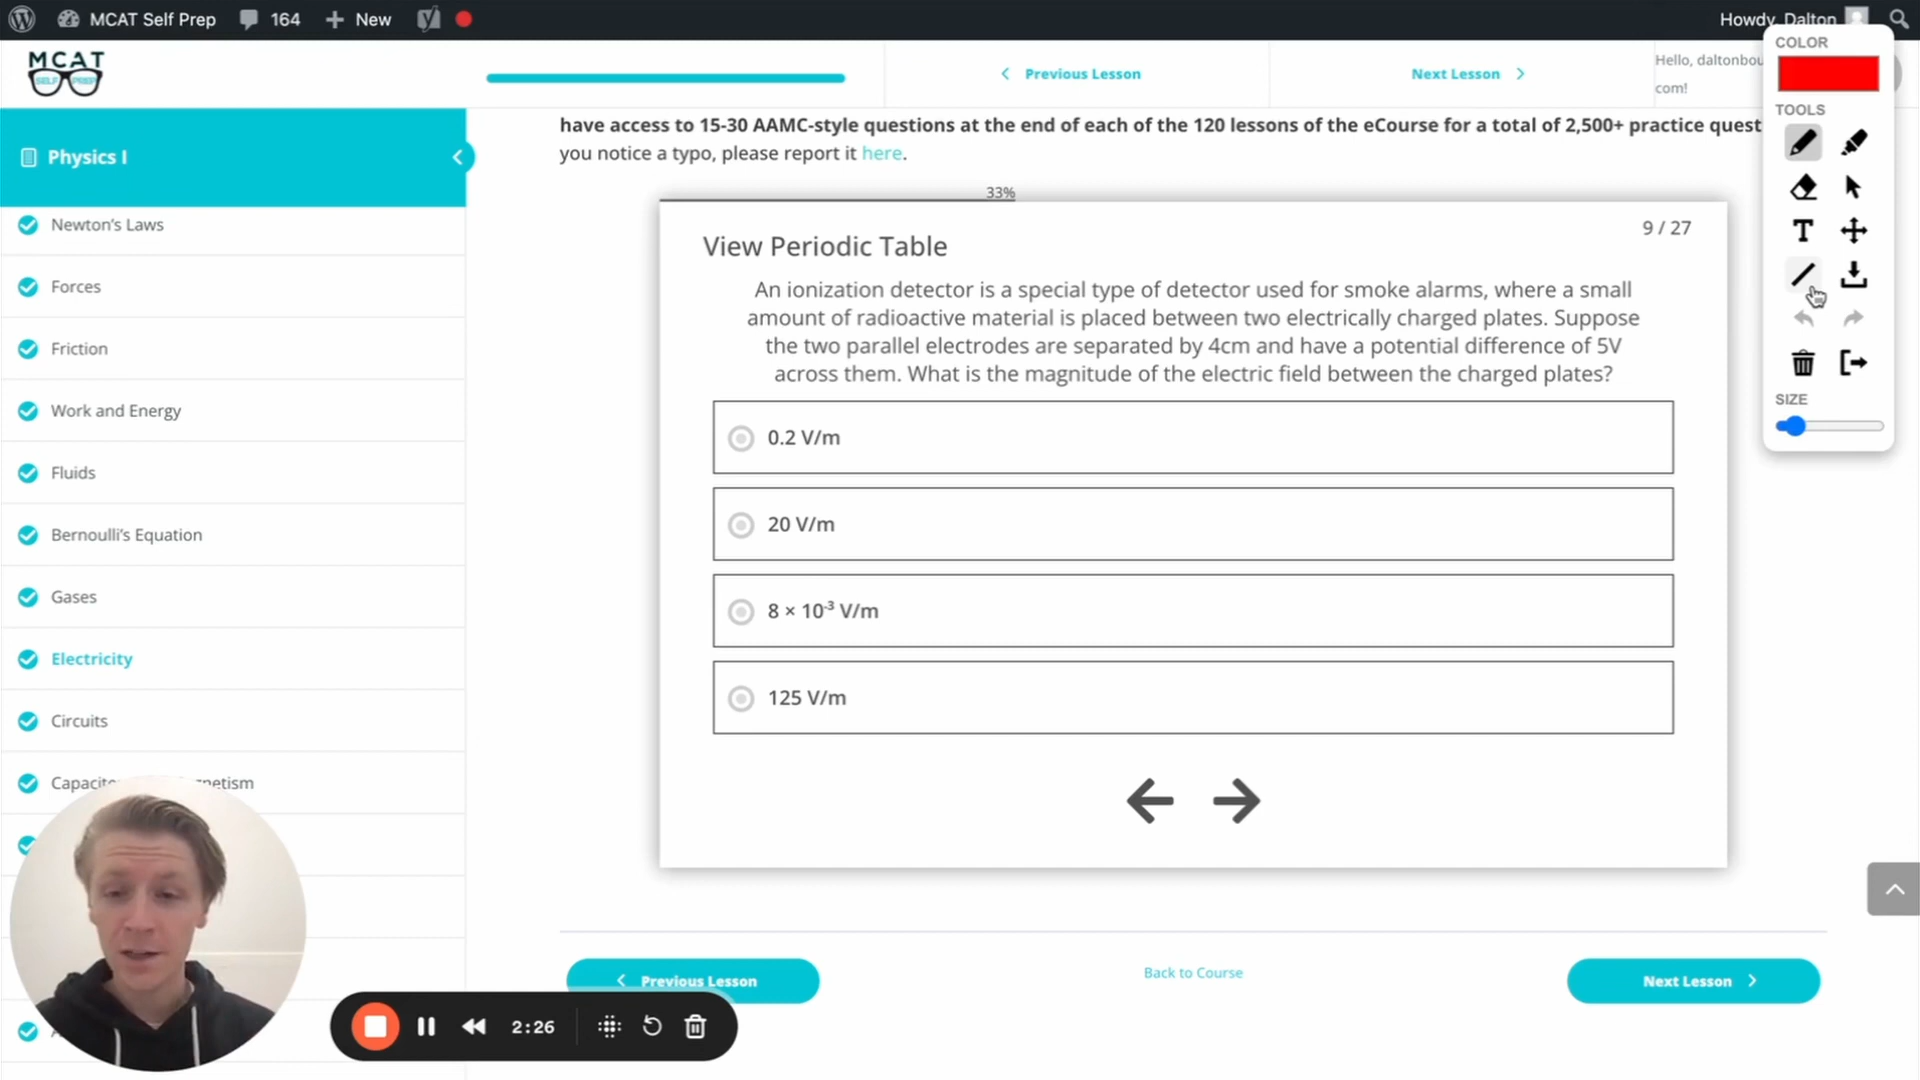 MCAT Self Prep
164
New
Howdy, Dalton
MCAT
SELF PREP
Previous Lesson
Next Lesson
Hello, daltonbou
com!
COLOR
TOOLS
SIZE
Physics I
Newton's Laws
Forces
Friction
Work and Energy
Fluids
Bernoulli's Equation
Gases
Electricity
Circuits
have access to 15-30 AAMC-style questions at the end of each of the 120 lessons of the eCourse for a total of 2,500+ practice quest
you notice a typo, please report it here.
33%
9 / 27
View Periodic Table
An ionization detector is a special type of detector used for smoke alarms, where a small
amount of radioactive material is placed between two electrically charged plates. Suppose
the two parallel electrodes are separated by 4cm and have a potential difference of 5V
across them. What is the magnitude of the electric field between the charged plates?
0.2 V/m
20 V/m
8 × 10⁻³ V/m
125 V/m
Previous Lesson
Back to Course
Next Lesson
2:26